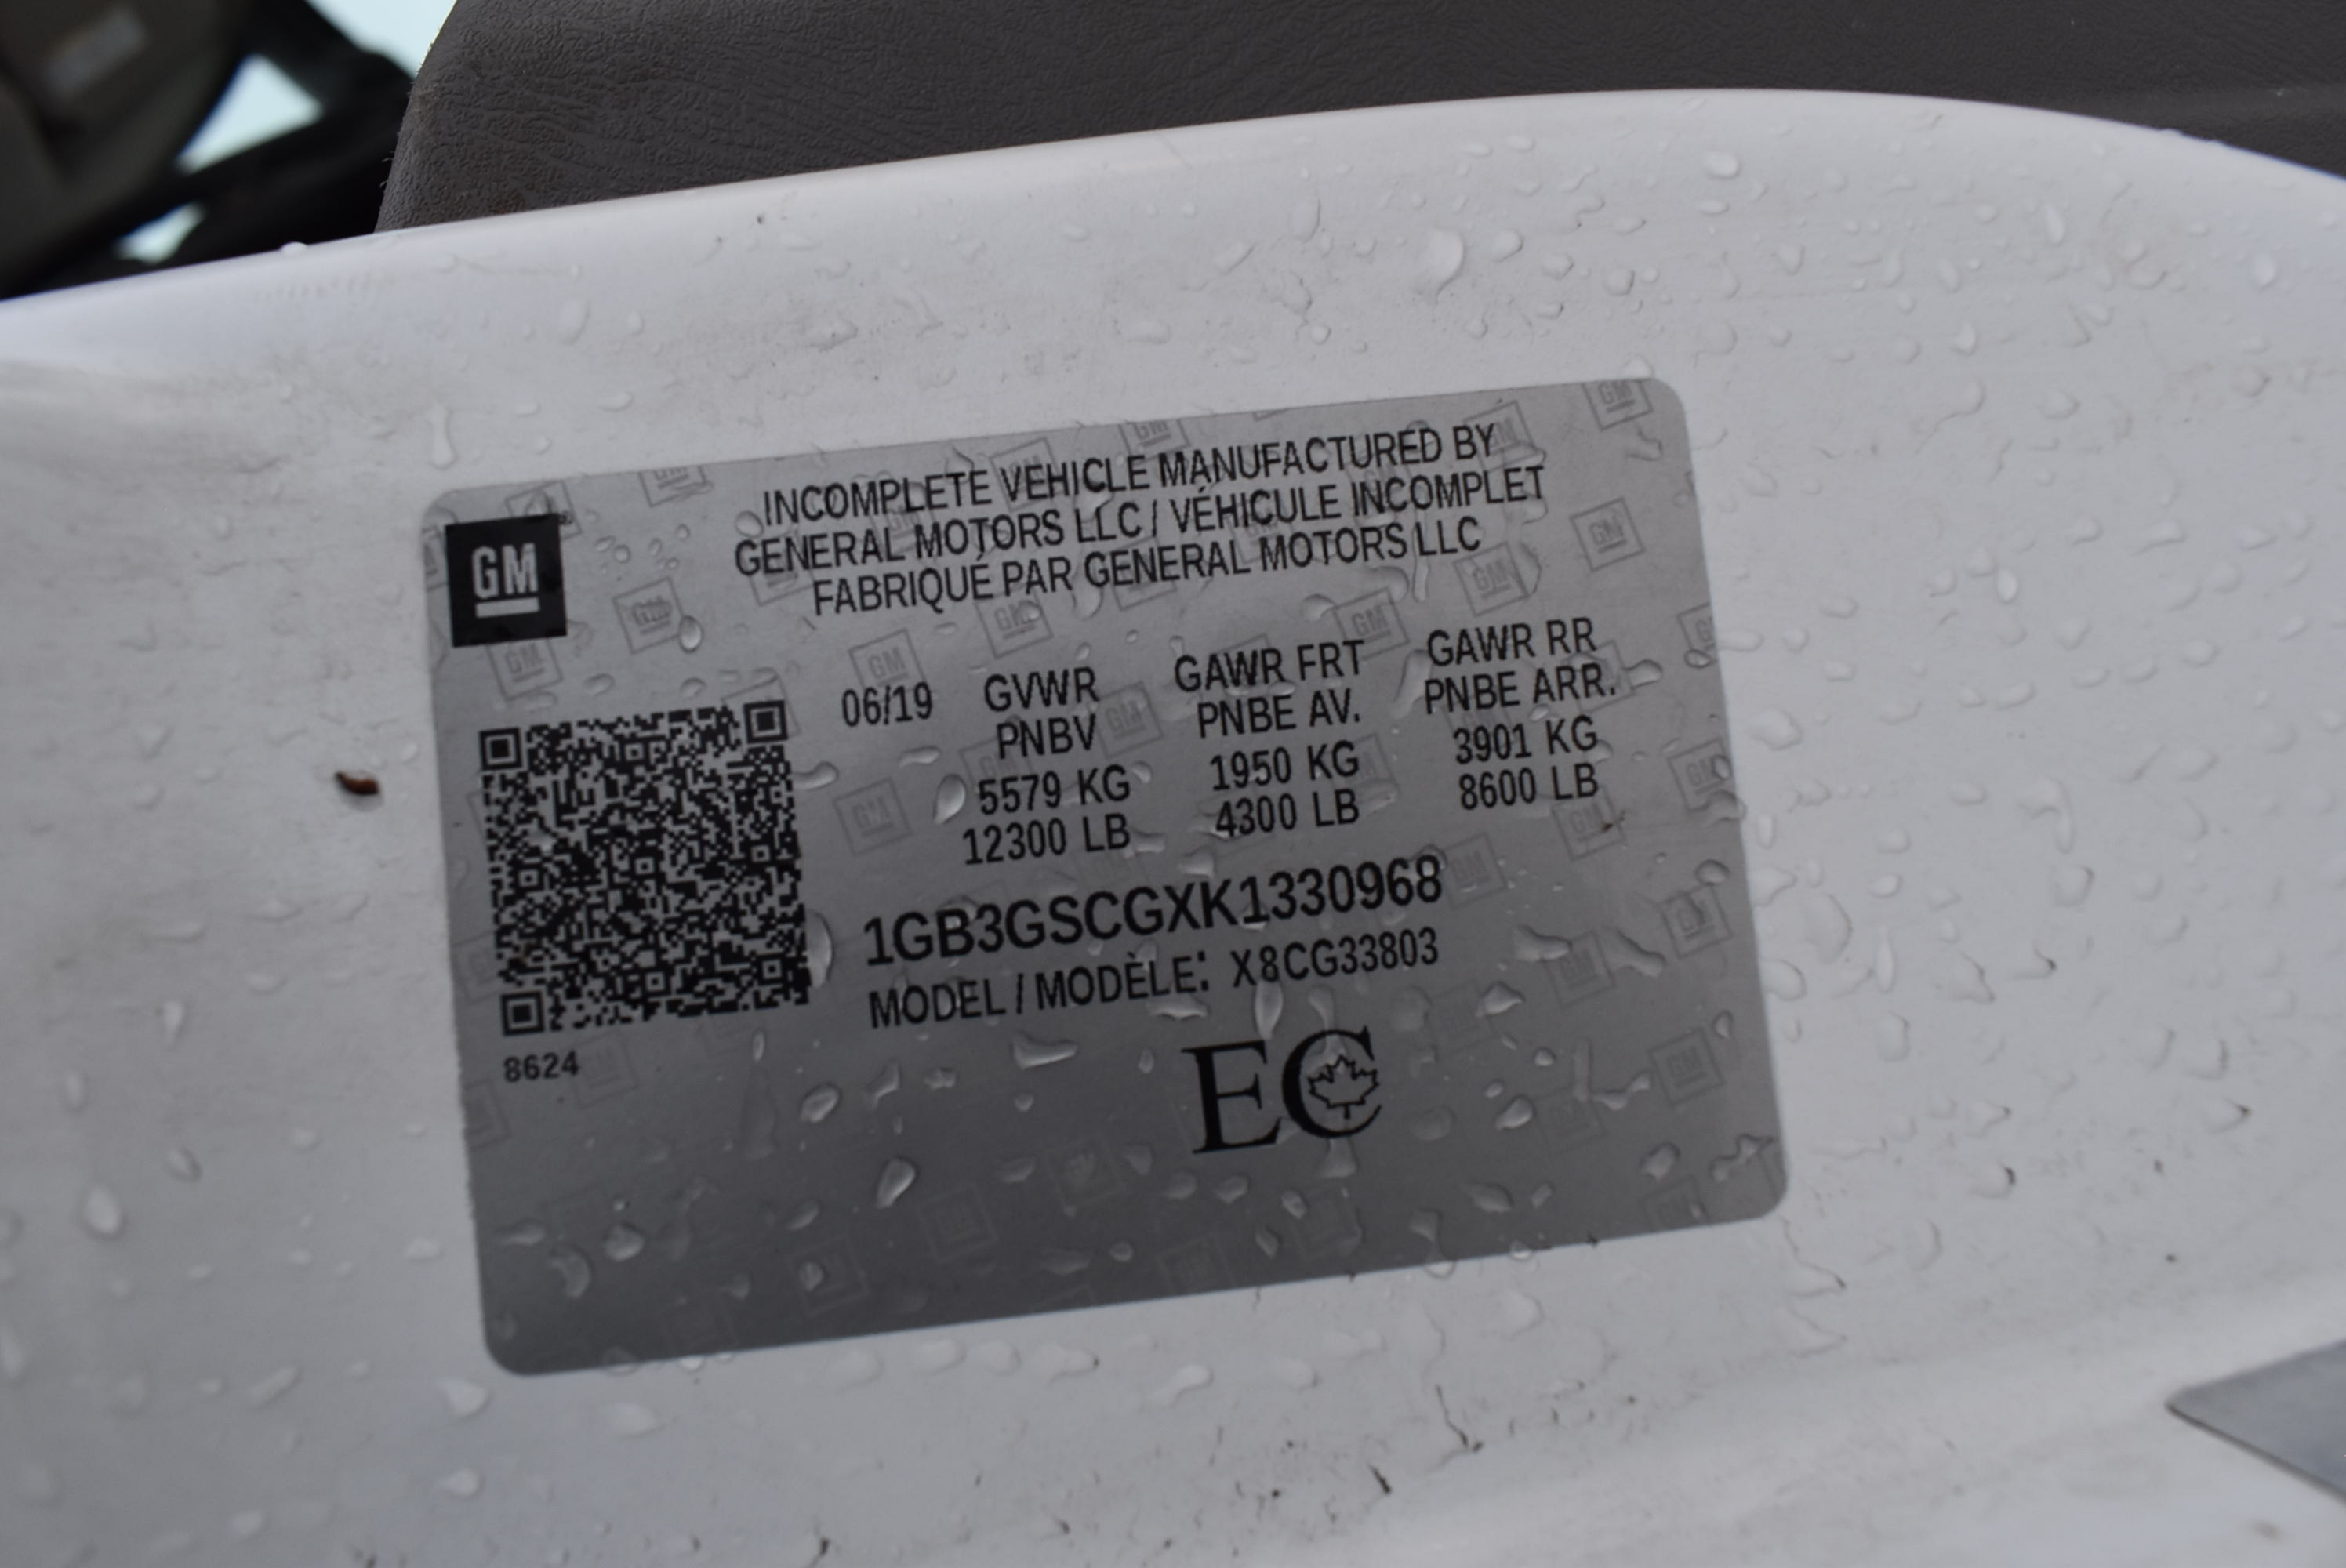 INCOMPLETE VEHICLE MANUFACTURED BY
GENERAL MOTORS LLC / VÉHICULE INCOMPLET
FABRIQUÉ PAR GENERAL MOTORS LLC
GM
06/19 GVWR GAWR FRT GAWR RR
PNBV PNBE AV. PNBE ARR.
5579 KG 1950 KG 3901 KG
12300 LB 4300 LB 8600 LB
1GB3GSCGXK1330968
MODEL / MODÈLE: X8CG33803
8624
EC